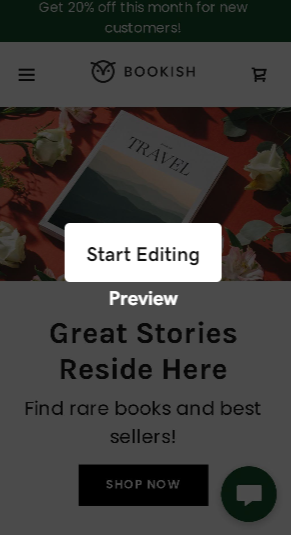 Get 20% off this month for new
customers!
BOOKISH
TRAVEL
Start Editing
Preview
Great Stories
Reside Here
Find rare books and best
sellers!
SHOP NOW